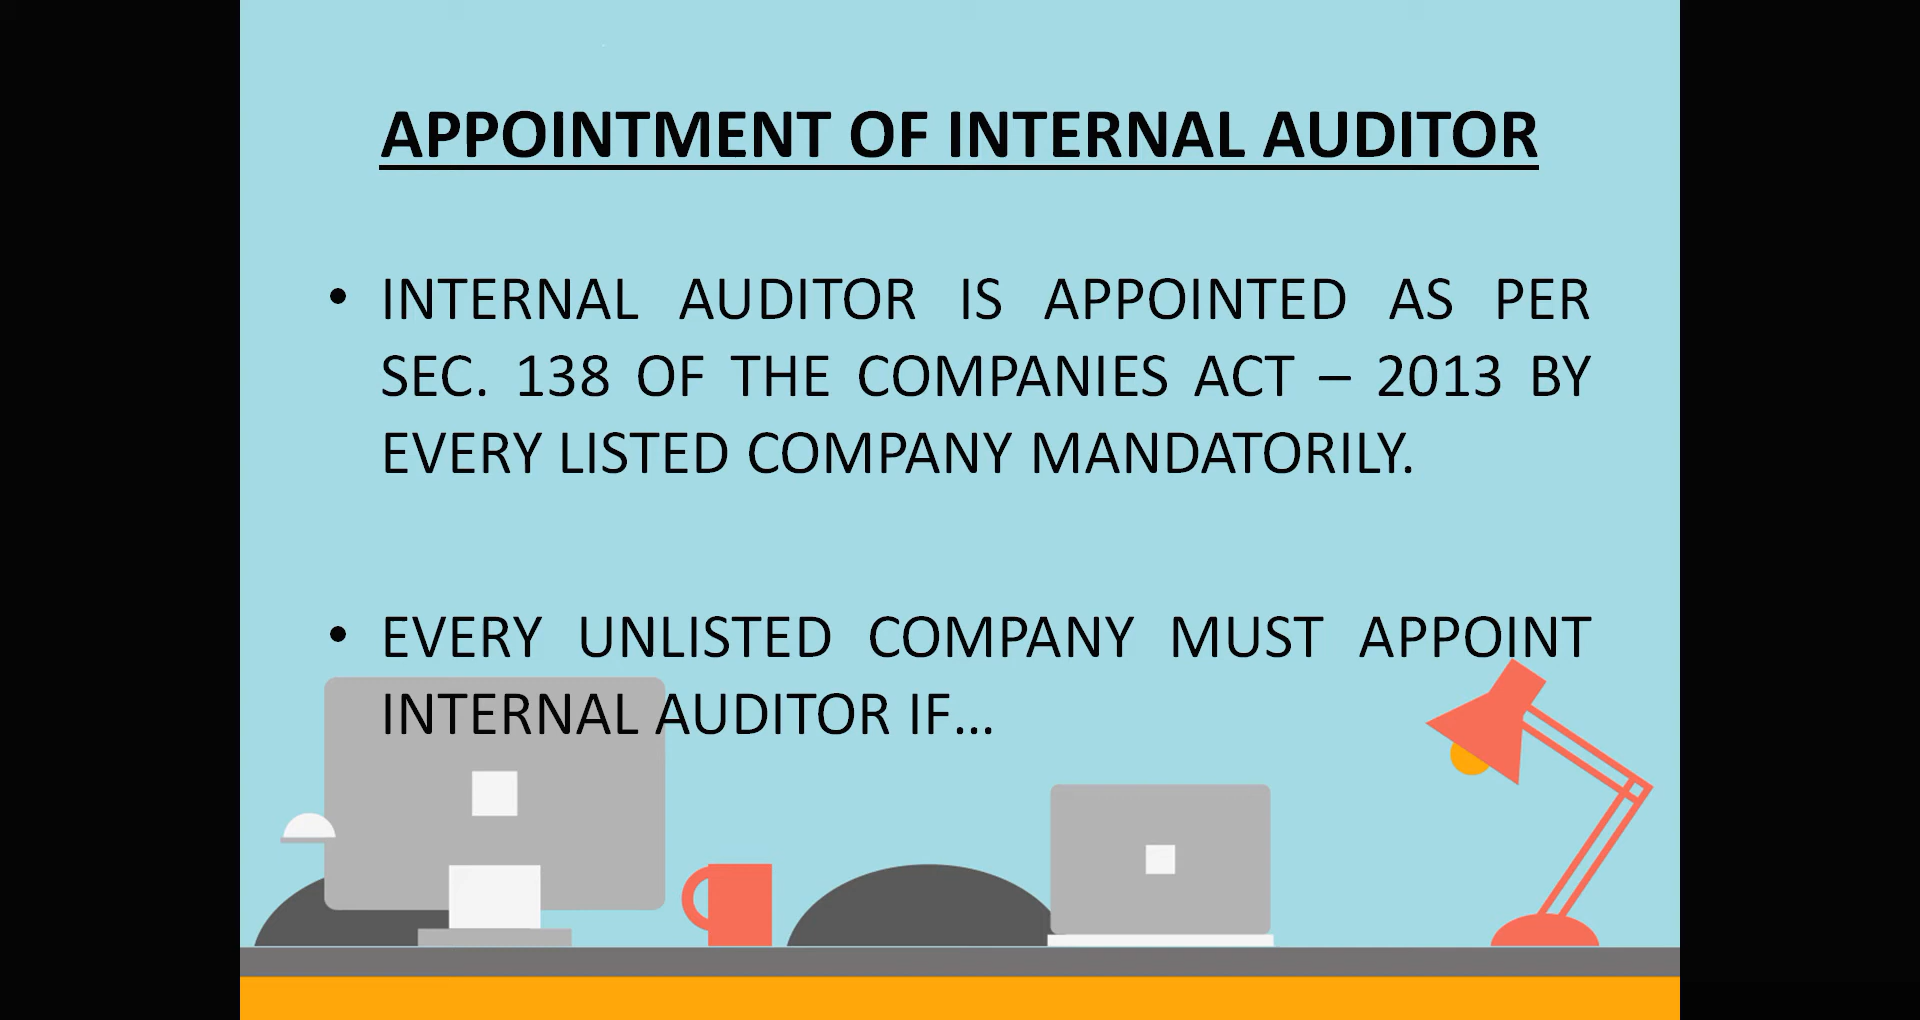 APPOINTMENT OF INTERNAL AUDITOR
• INTERNAL AUDITOR IS APPOINTED AS PER
SEC. 138 OF THE COMPANIES ACT – 2013 BY
EVERY LISTED COMPANY MANDATORILY.
• EVERY UNLISTED COMPANY MUST APPOINT
INTERNAL AUDITOR IF...